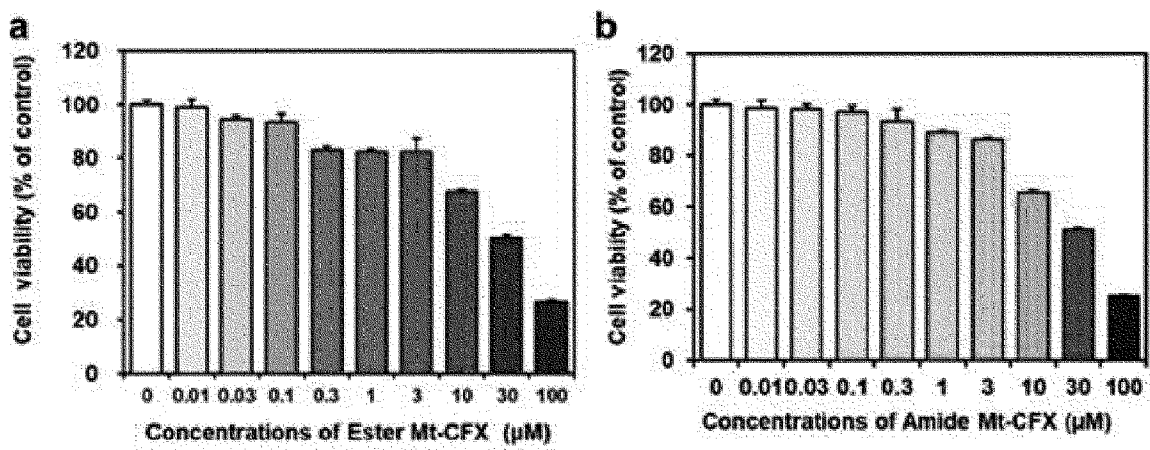 a
Cell viability (% of control)
120
100
80
60
40
20
0
0 0.01 0.03 0.1 0.3 1 3 10 30 100
Concentrations of Ester Mt-CFX (µM)
b
Cell viability (% of control)
120
100
80
60
40
20
0
0 0.01 0.03 0.1 0.3 1 3 10 30 100
Concentrations of Amide Mt-CFX (µM)